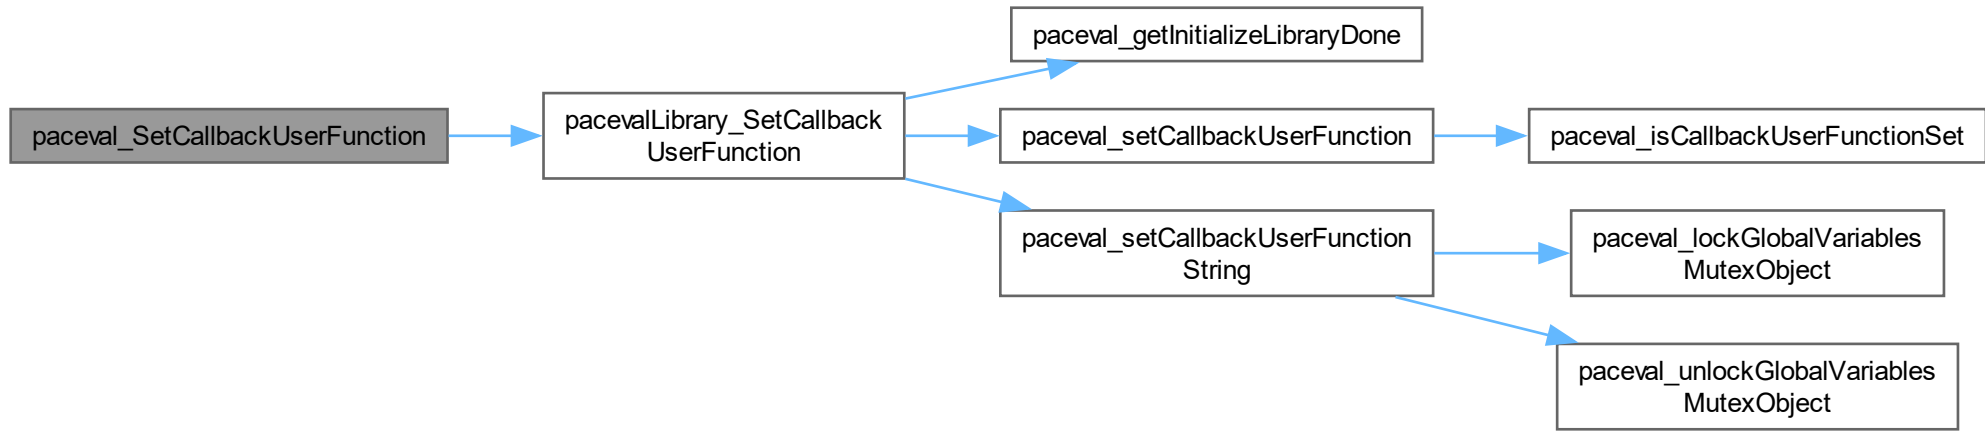 paceval_getInitializeLibraryDone
paceval_SetCallbackUserFunction
pacevalLibrary_SetCallback
UserFunction
paceval_setCallbackUserFunction
paceval_isCallbackUserFunctionSet
paceval_setCallbackUserFunction
String
paceval_lockGlobalVariables
MutexObject
paceval_unlockGlobalVariables
MutexObject